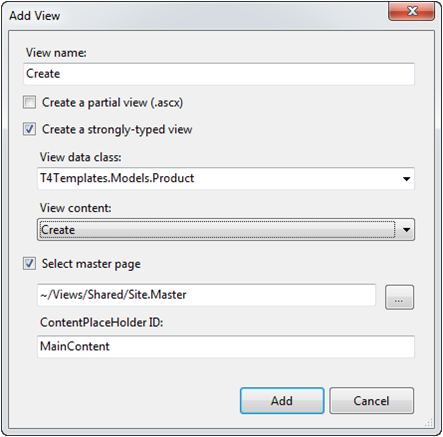 Add View
View name:
Create
Create a partial view (.ascx)
Create a strongly-typed view
View data class:
T4Templates.Models.Product
View content:
Create
Select master page
~/Views/Shared/Site.Master
...
ContentPlaceHolder ID:
MainContent
Add Cancel